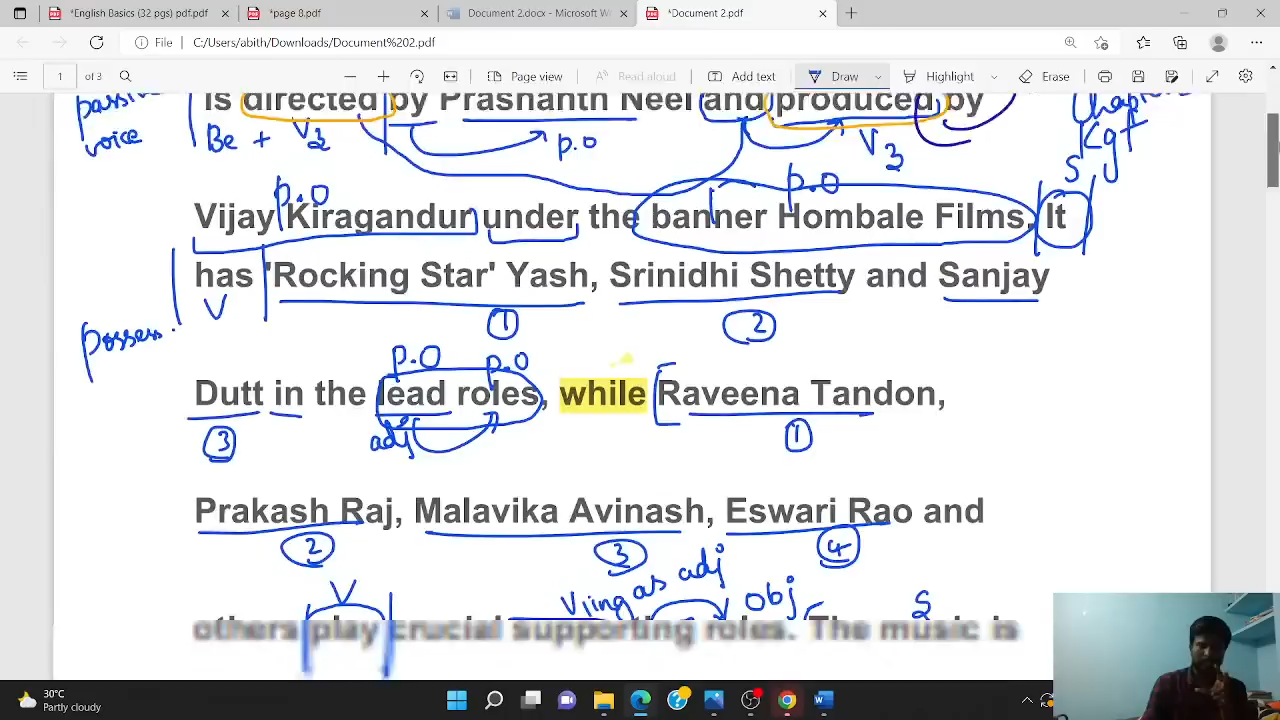 *English Basics (32 pgs) pdf.pdf
*page 8.pdf
Document 2.docx - Microsoft W
*Document 2.pdf
File
C:/Users/abith/Downloads/Document%202.pdf
1 of 3
Page view
Read aloud
Add text
Draw
Highlight
Erase
passive
voice
is directed by Prashanth Neel and produced by
Be + V3
p.o
V3
Kgf
S
p.o
p.o
Vijay Kiragandur under the banner Hombale Films. It
has 'Rocking Star' Yash, Srinidhi Shetty and Sanjay
V
possess.
1
2
p.o
p.o
Dutt in the lead roles, while Raveena Tandon,
3
adj
1
Prakash Raj, Malavika Avinash, Eswari Rao and
2
3
4
V
Ving as adj
obj
S
others play crucial supporting roles. The music is
30°C
Partly cloudy